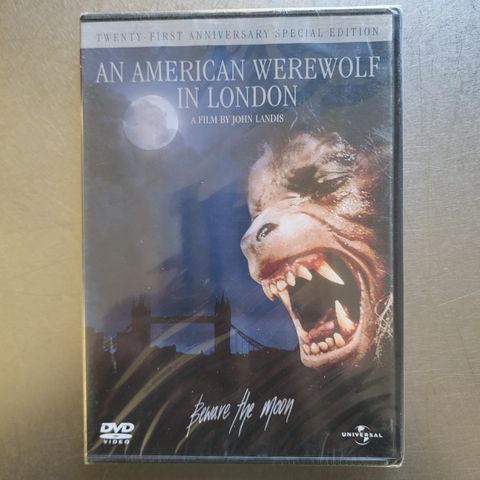 TWENTY-FIRST ANNIVERSARY SPECIAL EDITION
AN AMERICAN WEREWOLF
IN LONDON
A FILM BY JOHN LANDIS
Beware the moon
DVD
VIDEO
UNIVERSAL